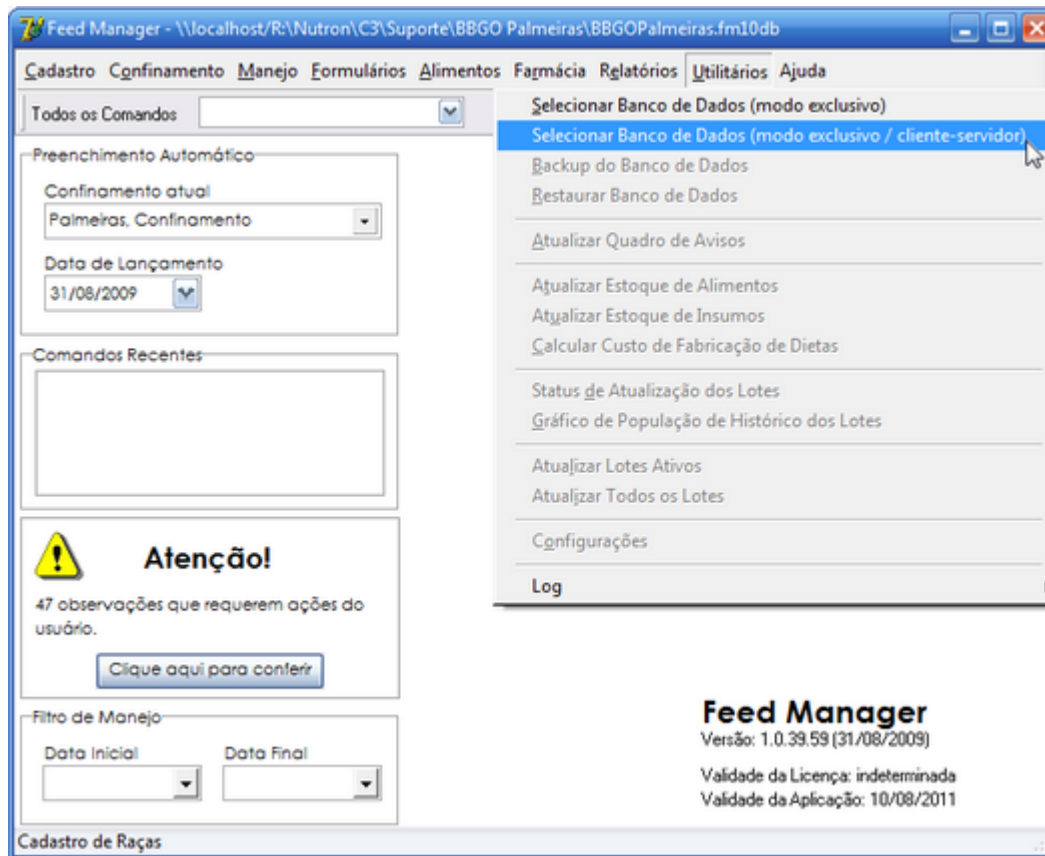 Feed Manager - \\localhost/R:\Nutron\C3\Suporte\BBGO Palmeiras\BBGOPalmeiras.fm10db
Cadastro Confinamento Manejo Formulários Alimentos Farmácia Relatórios Utilitários Ajuda
Todos os Comandos
Selecionar Banco de Dados (modo exclusivo)
Selecionar Banco de Dados (modo exclusivo / cliente-servidor)
Backup do Banco de Dados
Restaurar Banco de Dados
Atualizar Quadro de Avisos
Atualizar Estoque de Alimentos
Atualizar Estoque de Insumos
Calcular Custo de Fabricação de Dietas
Status de Atualização dos Lotes
Gráfico de População de Histórico dos Lotes
Atualizar Lotes Ativos
Atualizar Todos os Lotes
Configurações
Log
Preenchimento Automático
Confinamento atual
Palmeiras, Confinamento
Data de Lançamento
31/08/2009
Comandos Recentes
Atenção!
47 observações que requerem ações do
usuário.
Clique aqui para conferir
Filtro de Manejo
Data Inicial Data Final
Feed Manager
Versão: 1.0.39.59 (31/08/2009)
Validade da Licença: indeterminada
Validade da Aplicação: 10/08/2011
Cadastro de Raças